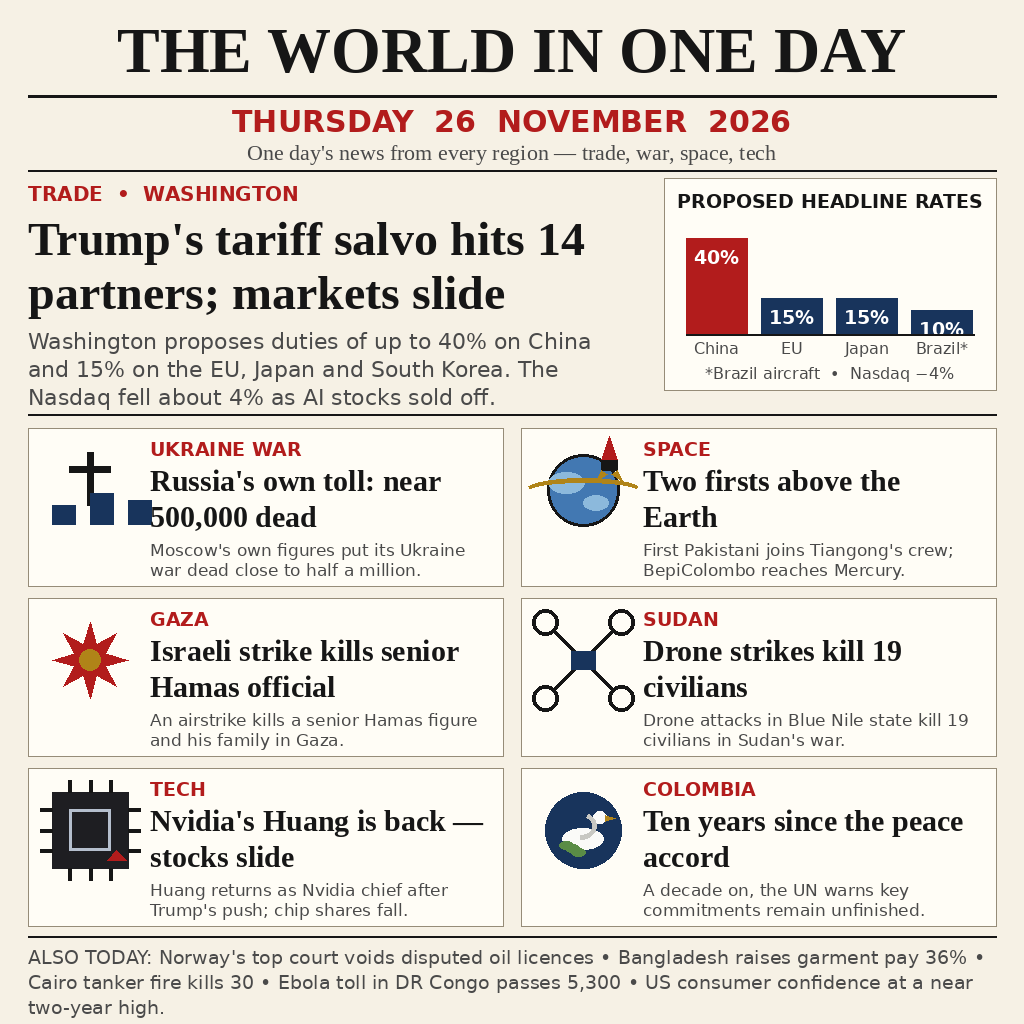 THE WORLD IN ONE DAY
THURSDAY 26 NOVEMBER 2026
One day's news from every region — trade, war, space, tech
TRADE • WASHINGTON
Trump's tariff salvo hits 14
partners; markets slide
Washington proposes duties of up to 40% on China
and 15% on the EU, Japan and South Korea. The
Nasdaq fell about 4% as AI stocks sold off.
PROPOSED HEADLINE RATES
40%
15%
15%
10%
China
EU
Japan
Brazil*
*Brazil aircraft • Nasdaq −4%
UKRAINE WAR
Russia's own toll: near
500,000 dead
Moscow's own figures put its Ukraine
war dead close to half a million.
SPACE
Two firsts above the
Earth
First Pakistani joins Tiangong's crew;
BepiColombo reaches Mercury.
GAZA
Israeli strike kills senior
Hamas official
An airstrike kills a senior Hamas figure
and his family in Gaza.
SUDAN
Drone strikes kill 19
civilians
Drone attacks in Blue Nile state kill 19
civilians in Sudan's war.
TECH
Nvidia's Huang is back —
stocks slide
Huang returns as Nvidia chief after
Trump's push; chip shares fall.
COLOMBIA
Ten years since the peace
accord
A decade on, the UN warns key
commitments remain unfinished.
ALSO TODAY: Norway's top court voids disputed oil licences • Bangladesh raises garment pay 36% •
Cairo tanker fire kills 30 • Ebola toll in DR Congo passes 5,300 • US consumer confidence at a near
two-year high.